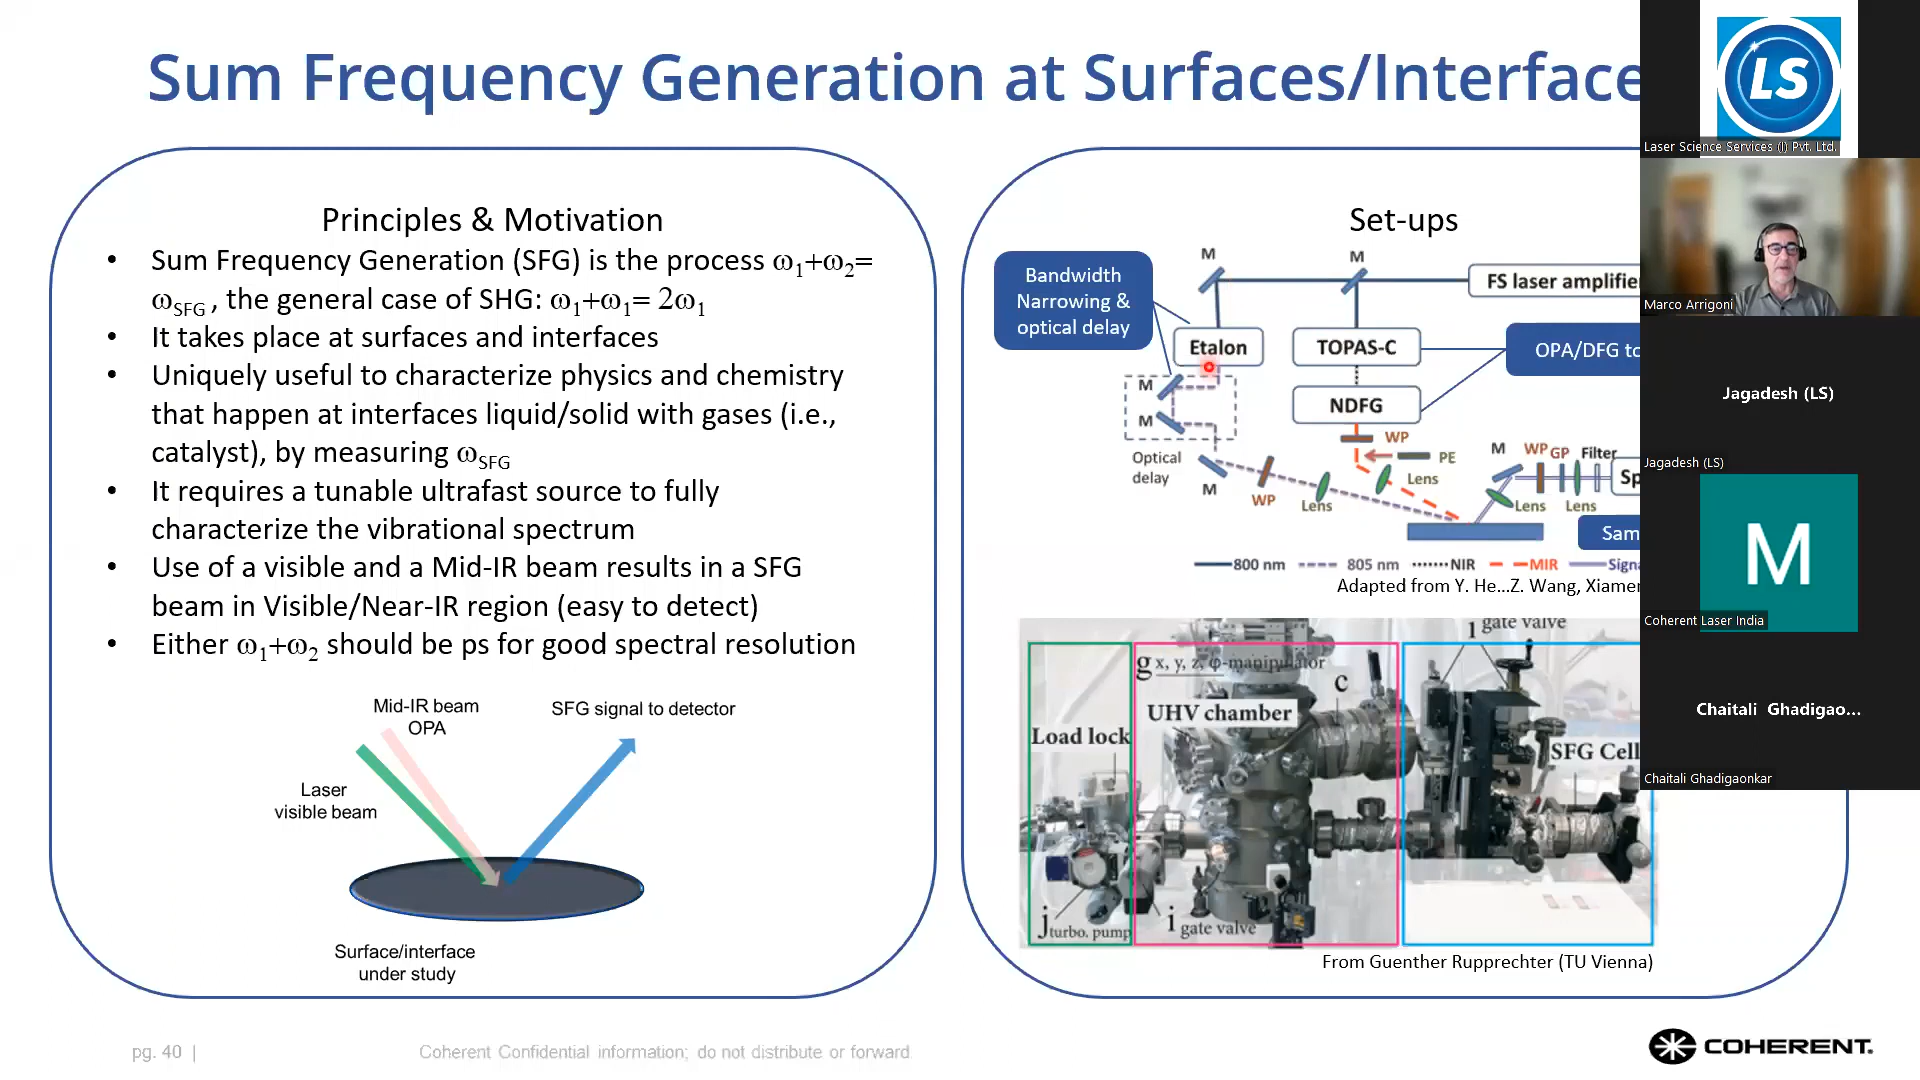 Sum Frequency Generation at Surfaces/Interface
Principles & Motivation
• Sum Frequency Generation (SFG) is the process ω₁+ω₂=
ω_SFG , the general case of SHG: ω₁+ω₁= 2ω₁
• It takes place at surfaces and interfaces
• Uniquely useful to characterize physics and chemistry
that happen at interfaces liquid/solid with gases (i.e.,
catalyst), by measuring ω_SFG
• It requires a tunable ultrafast source to fully
characterize the vibrational spectrum
• Use of a visible and a Mid-IR beam results in a SFG
beam in Visible/Near-IR region (easy to detect)
• Either ω₁+ω₂ should be ps for good spectral resolution
Mid-IR beam
OPA
SFG signal to detector
Laser
visible beam
Surface/interface
under study
Set-ups
Bandwidth
Narrowing &
optical delay
M
M
FS laser amplifie
Etalon
TOPAS-C
OPA/DFG to
M
NDFG
M
WP
Optical
delay
PE
M
WP
Lens
Lens
M
WP
GP
Filter
Sp
Lens
Lens
Sam
800 nm
805 nm
NIR
MIR
Signa
Adapted from Y. He...Z. Wang, Xiamen
l gate valve
g x, y, z, φ-manipulator
c
UHV chamber
Load lock
SFG Cell
j turbo. pump
i gate valve
From Guenther Rupprechter (TU Vienna)
pg. 40 |
Coherent Confidential information; do not distribute or forward
COHERENT.
LS
Laser Science Services (I) Pvt. Ltd.
Marco Arrigoni
Jagadesh (LS)
Jagadesh (LS)
M
Coherent Laser India
Chaitali Ghadigao...
Chaitali Ghadigaonkar